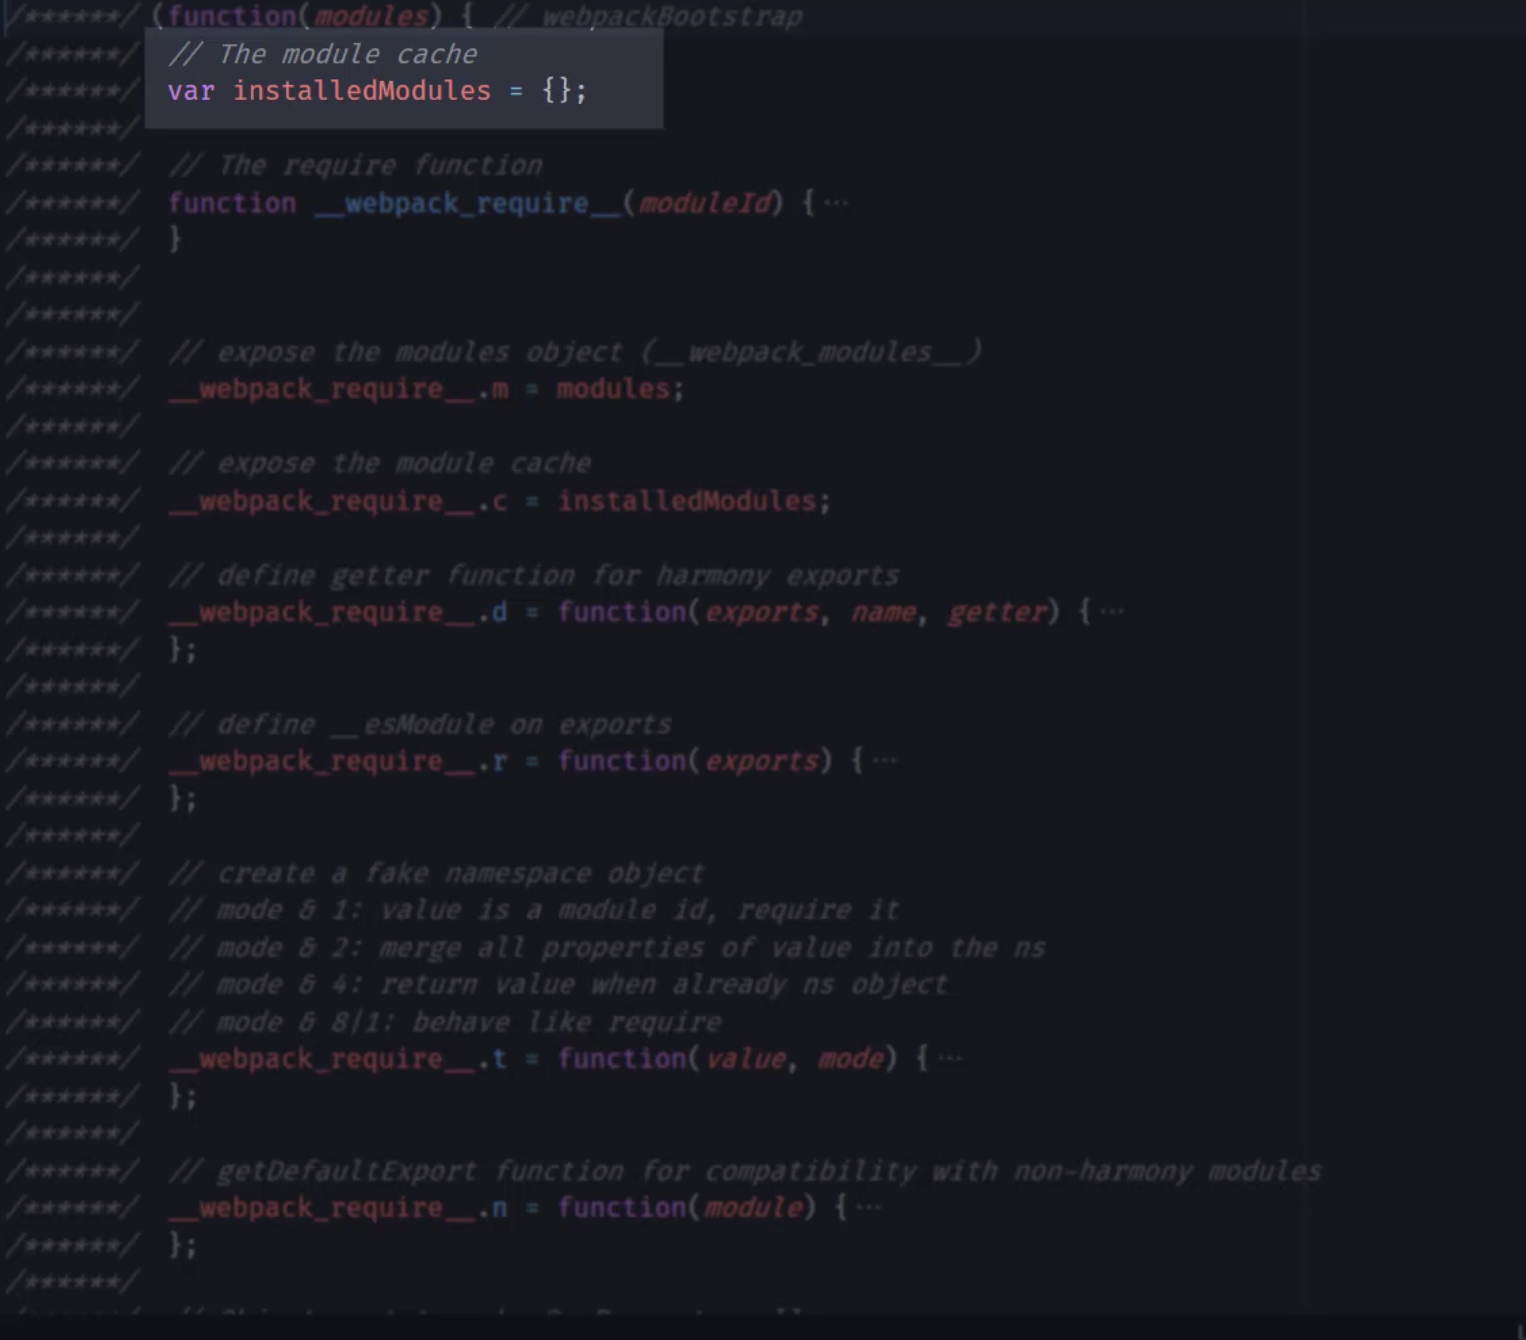 /******/ (function(modules) { // webpackBootstrap
/******/ // The module cache
/******/ var installedModules = {};
/******/
/******/ // The require function
/******/ function __webpack_require__(moduleId) {···
/******/ }
/******/
/******/
/******/ // expose the modules object (__webpack_modules__)
/******/ __webpack_require__.m = modules;
/******/
/******/ // expose the module cache
/******/ __webpack_require__.c = installedModules;
/******/
/******/ // define getter function for harmony exports
/******/ __webpack_require__.d = function(exports, name, getter) {···
/******/ };
/******/
/******/ // define __esModule on exports
/******/ __webpack_require__.r = function(exports) {···
/******/ };
/******/
/******/ // create a fake namespace object
/******/ // mode & 1: value is a module id, require it
/******/ // mode & 2: merge all properties of value into the ns
/******/ // mode & 4: return value when already ns object
/******/ // mode & 8|1: behave like require
/******/ __webpack_require__.t = function(value, mode) {···
/******/ };
/******/
/******/ // getDefaultExport function for compatibility with non-harmony modules
/******/ __webpack_require__.n = function(module) {···
/******/ };
/******/